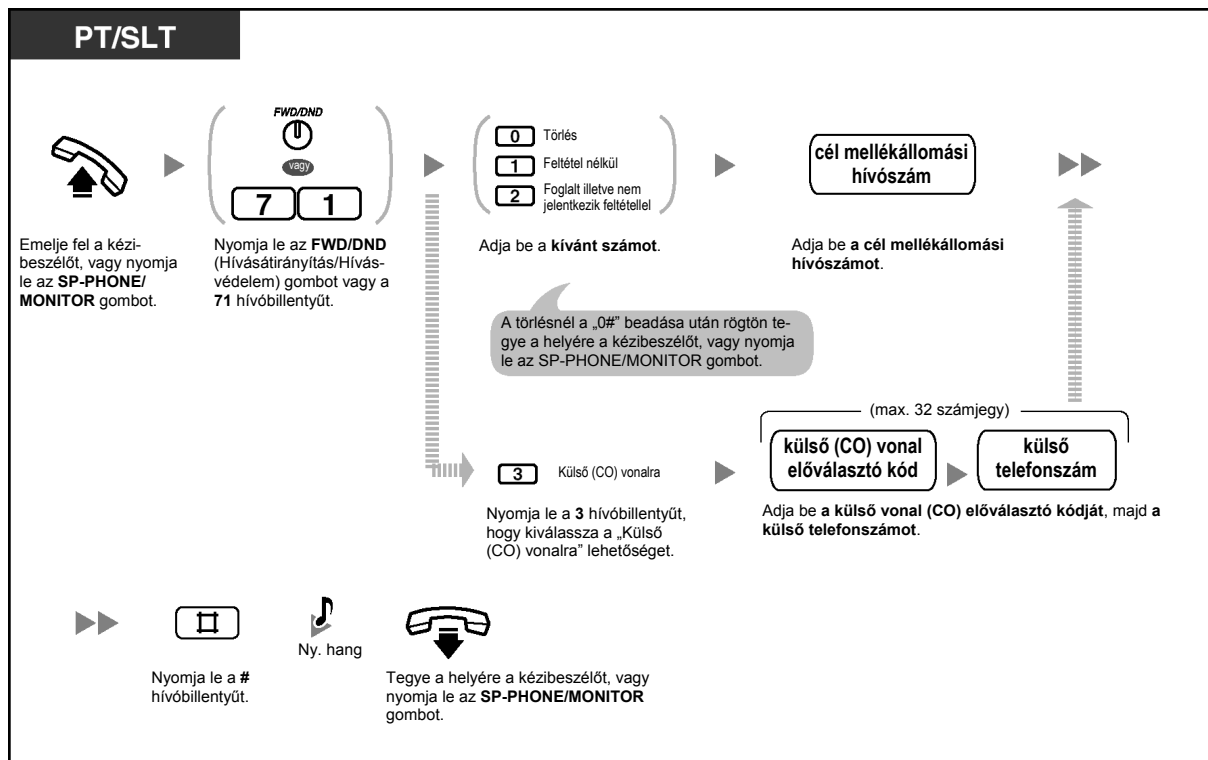 PT/SLT
FWD/DND
vagy
7 1
Emelje fel a kézi-
beszélőt, vagy nyomja
le az SP-PHONE/
MONITOR gombot.
Nyomja le az FWD/DND
(Hívásátirányítás/Hívás-
védelem) gombot vagy a
71 hívóbillentyűt.
0 Törlés
1 Feltétel nélkül
2 Foglalt illetve nem
jelentkezik feltétellel
Adja be a kívánt számot.
cél mellékállomási
hívószám
Adja be a cél mellékállomási
hívószámot.
A törlésnél a „0#” beadása után rögtön te-
gye a helyére a kézibeszélőt, vagy nyomja
le az SP-PHONE/MONITOR gombot.
3 Külső (CO) vonalra
Nyomja le a 3 hívóbillentyűt,
hogy kiválassza a „Külső
(CO) vonalra” lehetőséget.
(max. 32 számjegy)
külső (CO) vonal
előválasztó kód
külső
telefonszám
Adja be a külső vonal (CO) előválasztó kódját, majd a
külső telefonszámot.
#
Nyomja le a #
hívóbillentyűt.
Ny. hang
Tegye a helyére a kézibeszélőt, vagy
nyomja le az SP-PHONE/MONITOR
gombot.